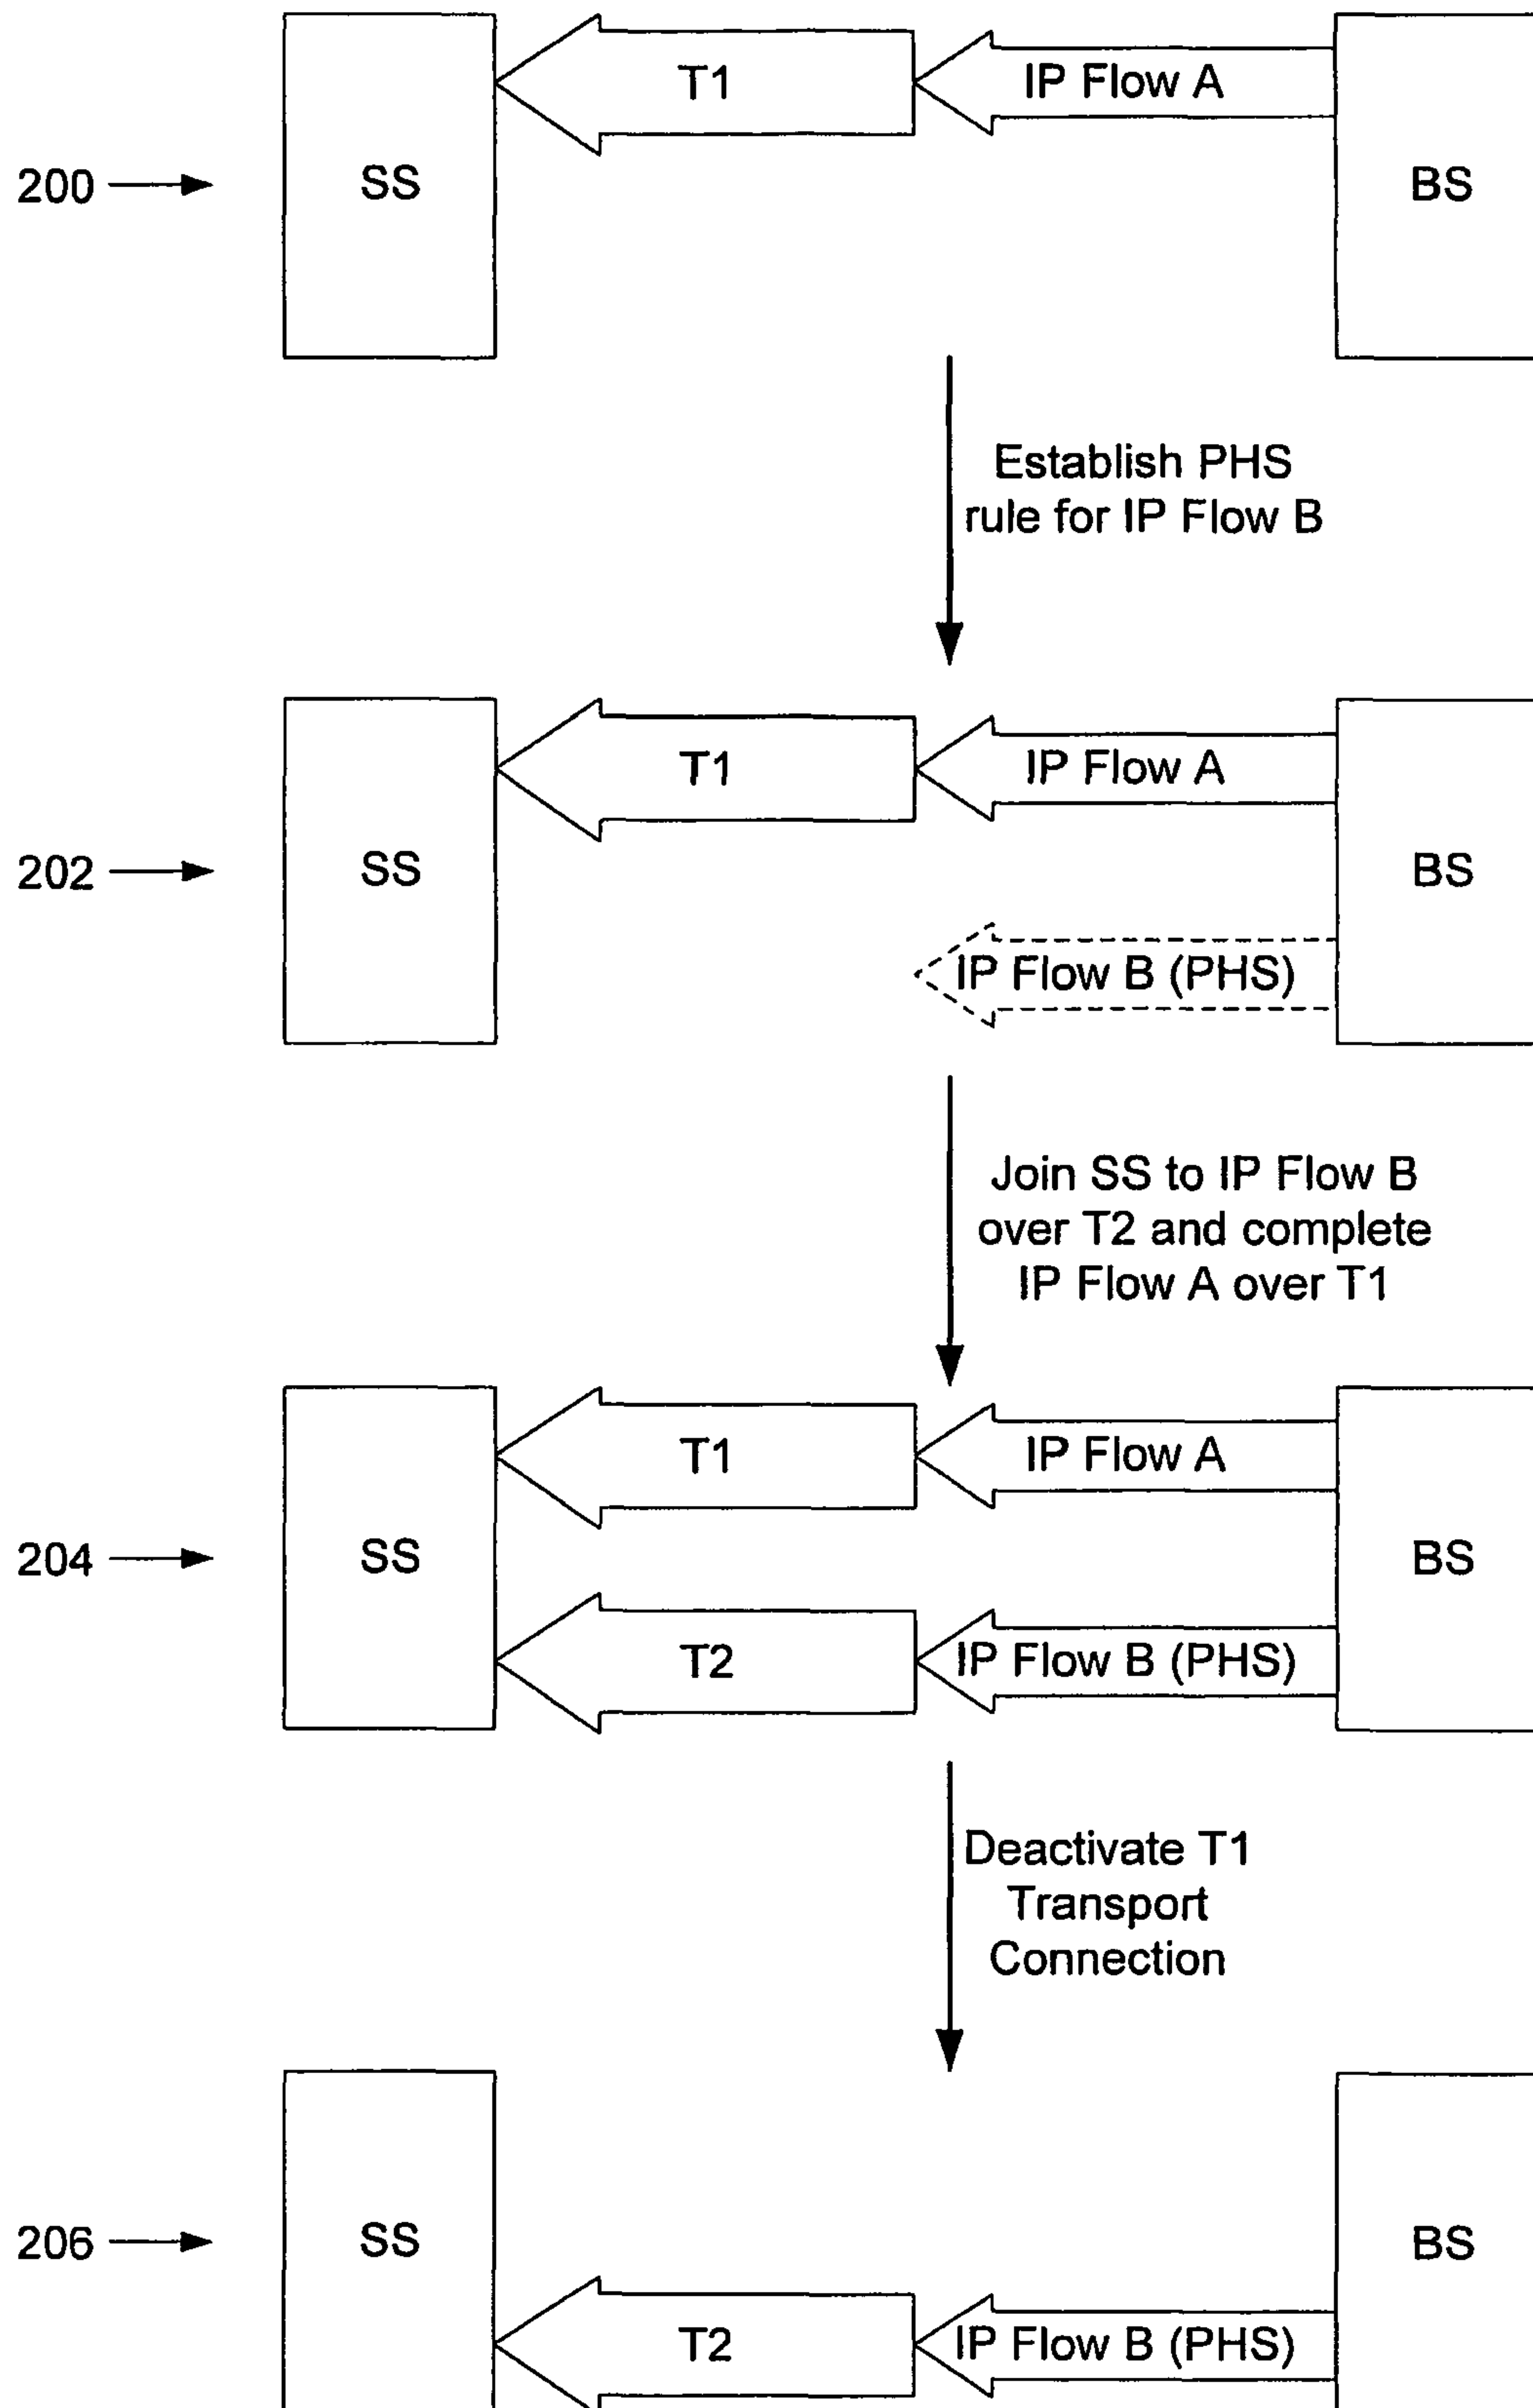 T1
IP Flow A
200
SS
BS
Establish PHS
rule for IP Flow B
T1
IP Flow A
202
SS
BS
IP Flow B (PHS)
Join SS to IP Flow B
over T2 and complete
IP Flow A over T1
T1
IP Flow A
204
SS
BS
T2
IP Flow B (PHS)
Deactivate T1
Transport
Connection
206
SS
BS
T2
IP Flow B (PHS)